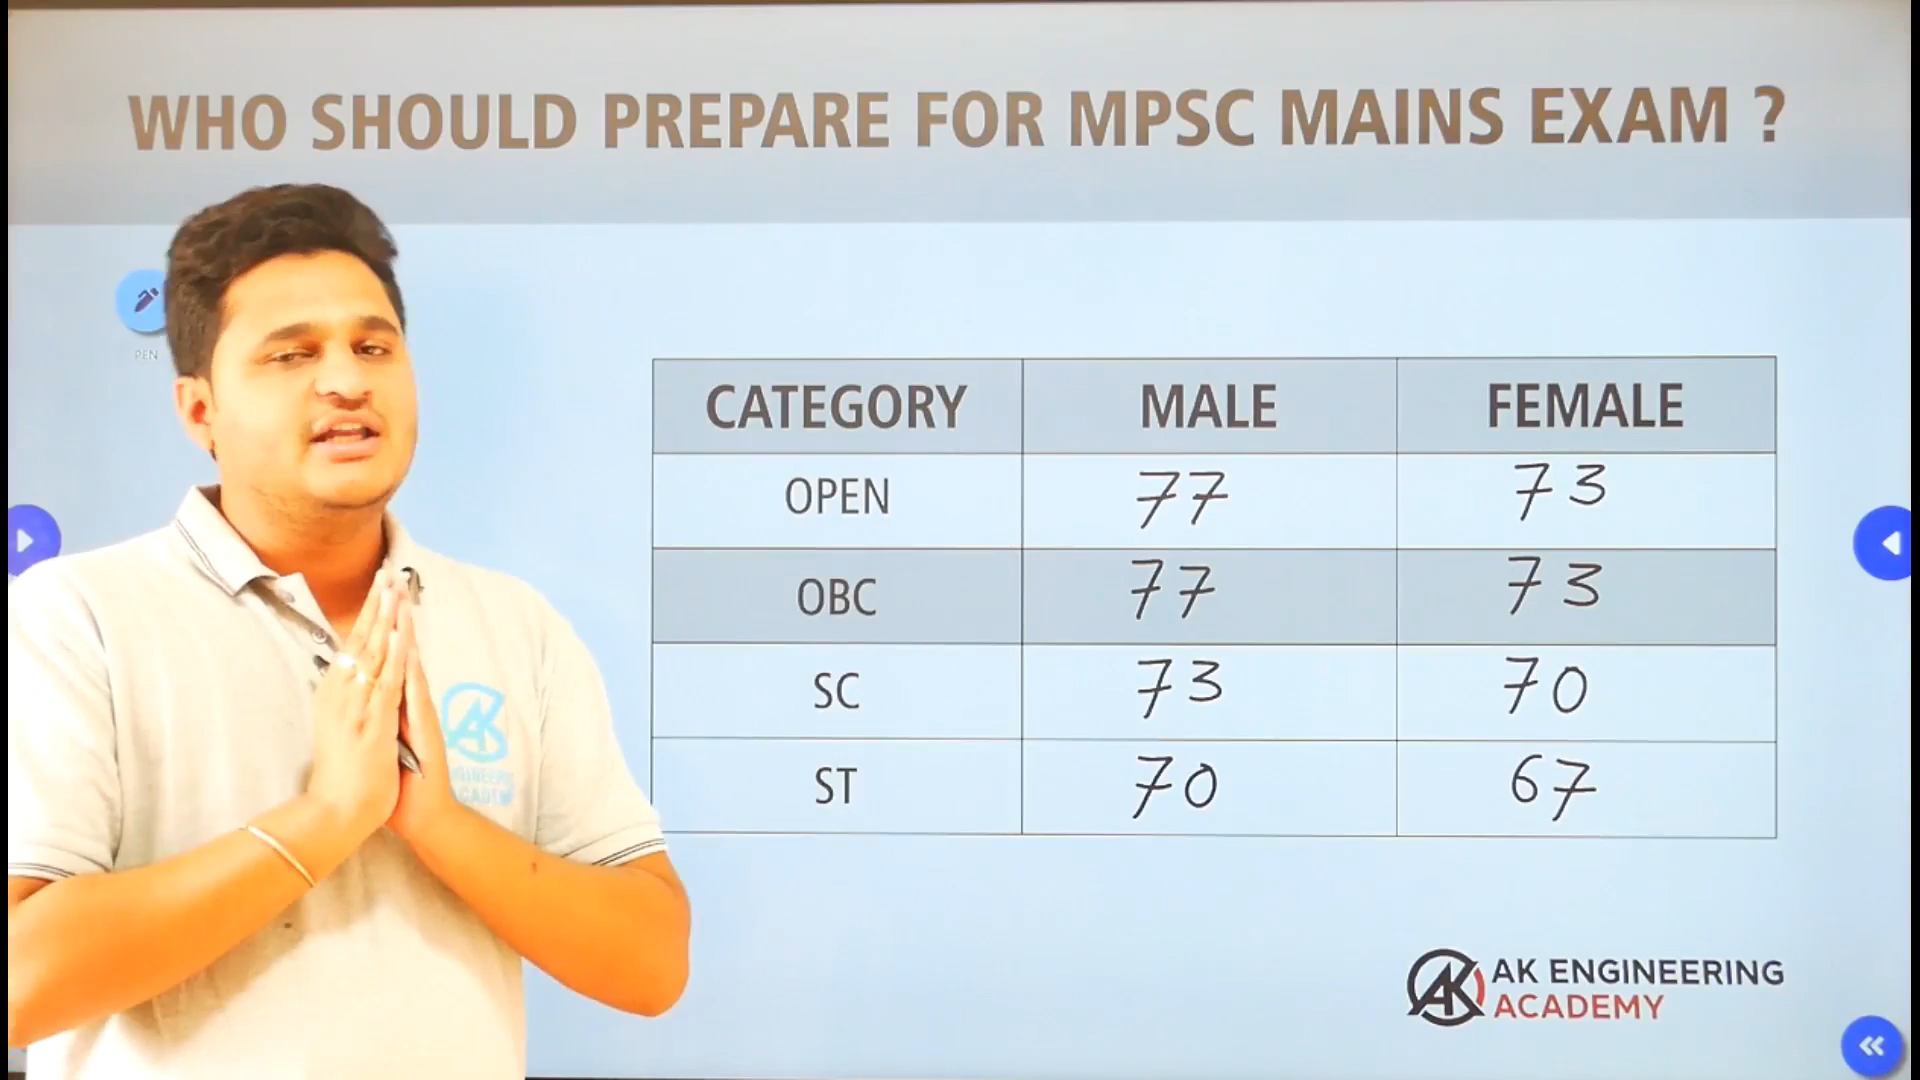 WHO SHOULD PREPARE FOR MPSC MAINS EXAM ?
PEN
CATEGORY MALE FEMALE
OPEN 77 73
OBC 77 73
SC 73 70
ST 70 67
AK ENGINEERING
ACADEMY